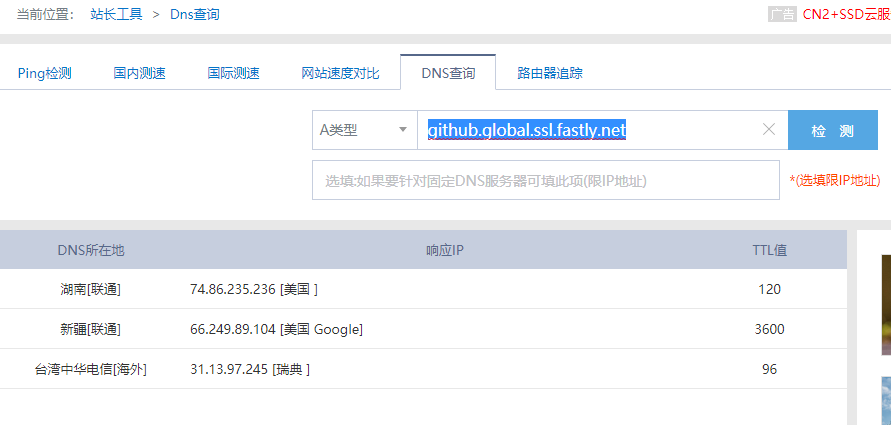 当前位置： 站长工具 > Dns查询 广告 CN2+SSD云服
Ping检测 国内测速 国际测速 网站速度对比 DNS查询 路由器追踪
A类型 github.global.ssl.fastly.net 检 测
选填:如果要针对固定DNS服务器可填此项(限IP地址) *(选填限IP地址)
DNS所在地 响应IP TTL值
湖南[联通] 74.86.235.236 [美国 ] 120
新疆[联通] 66.249.89.104 [美国 Google] 3600
台湾中华电信[海外] 31.13.97.245 [瑞典 ] 96